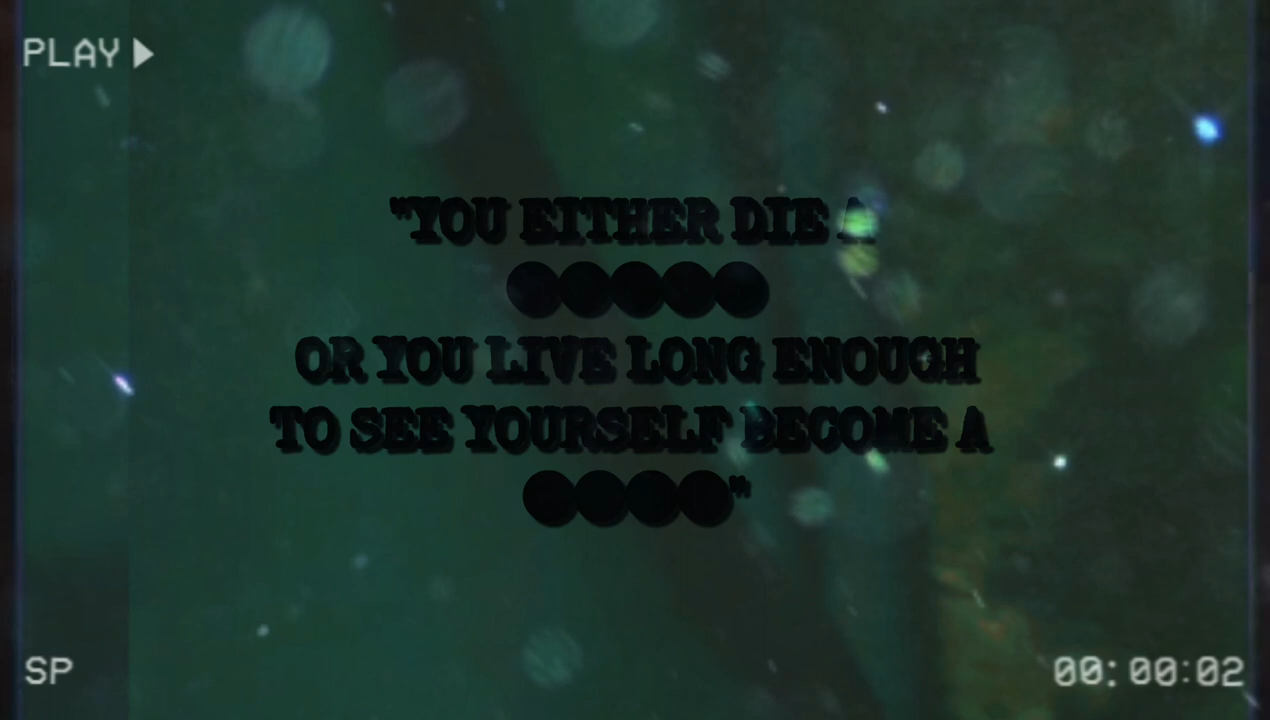 PLAY
"YOU EITHER DIE A
●●●●●
OR YOU LIVE LONG ENOUGH
TO SEE YOURSELF BECOME A
●●●●"
SP
00:00:02